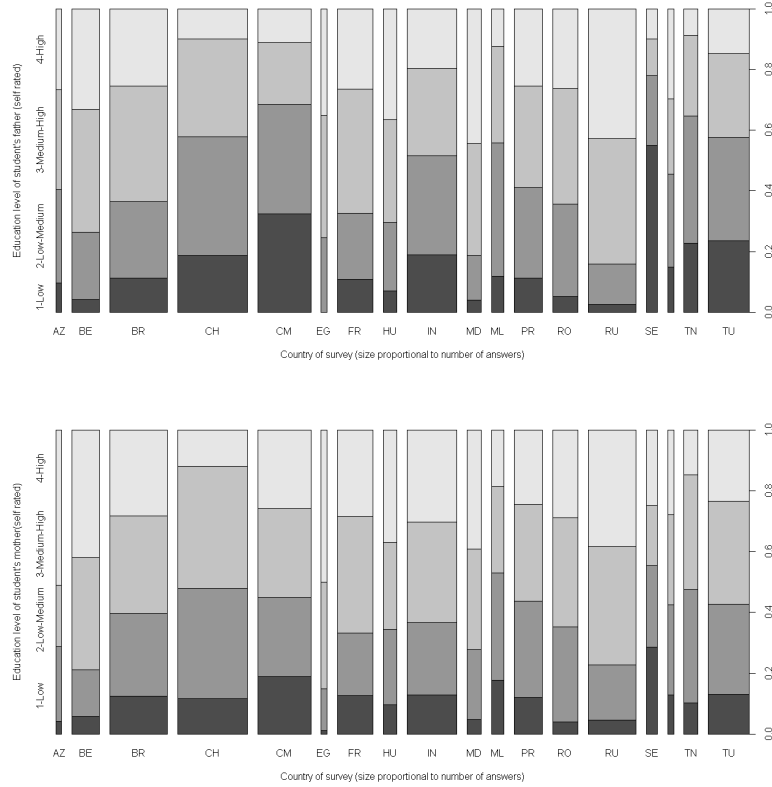 Education level of student's father (self rated)
1-Low 2-Low-Medium 3-Medium-High 4-High
0.0 0.2 0.4 0.6 0.8 1.0
AZ BE BR CH CM EG FR HU IN MD ML PR RO RU SE TN TU
Country of survey (size proportional to number of answers)
Education level of student's mother(self rated)
1-Low 2-Low-Medium 3-Medium-High 4-High
0.0 0.2 0.4 0.6 0.8 1.0
AZ BE BR CH CM EG FR HU IN MD ML PR RO RU SE TN TU
Country of survey (size proportional to number of answers)